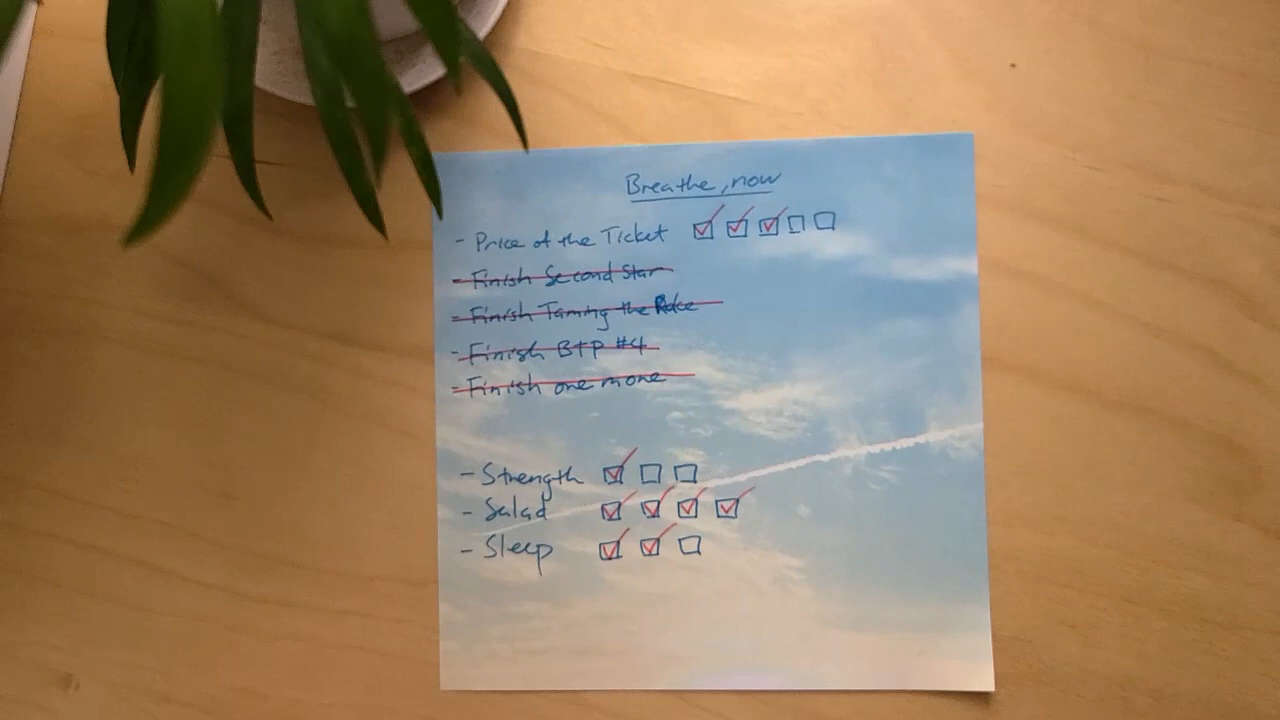 Breathe, now
- Price of the Ticket ☑ ☑ ☑ ☐ ☐
- Finish Second Star
- Finish Taming the
- Finish BTP #4
- Finish one more
- Strength ☑ ☐ ☐
- Salad ☑ ☑ ☑ ☑
- Sleep ☑ ☑ ☐